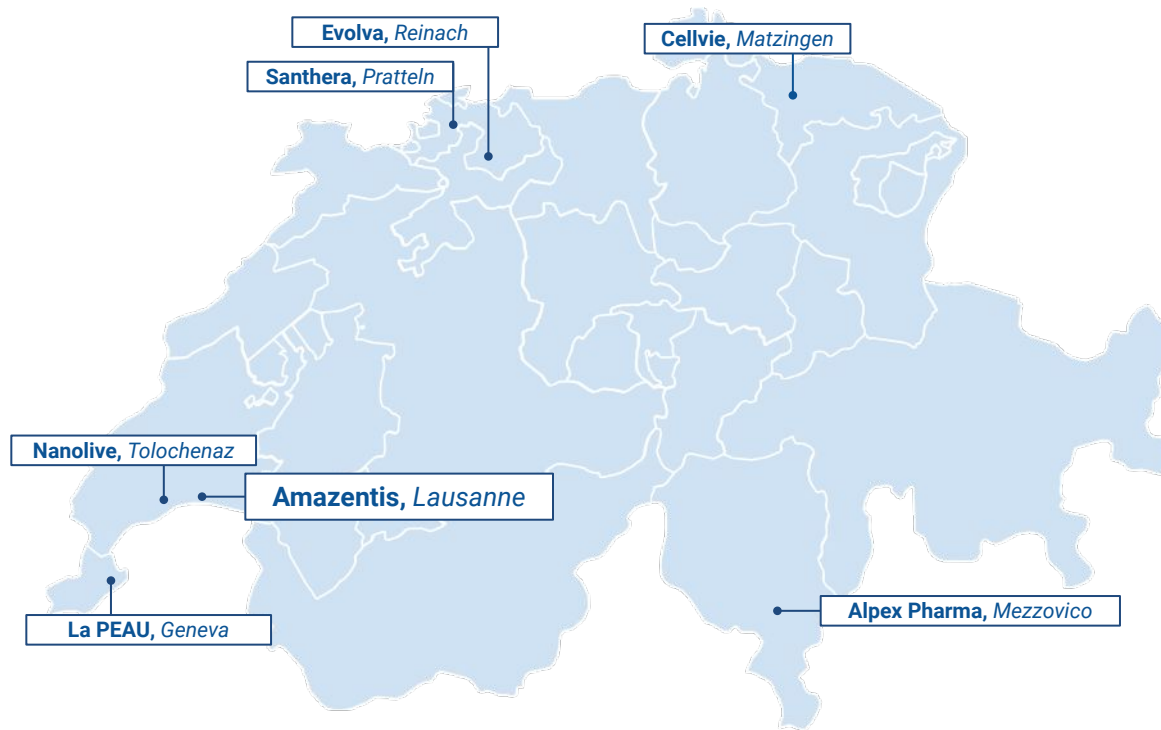 Evolva, Reinach
Cellvie, Matzingen
Santhera, Pratteln
Nanolive, Tolochenaz
Amazentis, Lausanne
Alpex Pharma, Mezzovico
La PEAU, Geneva